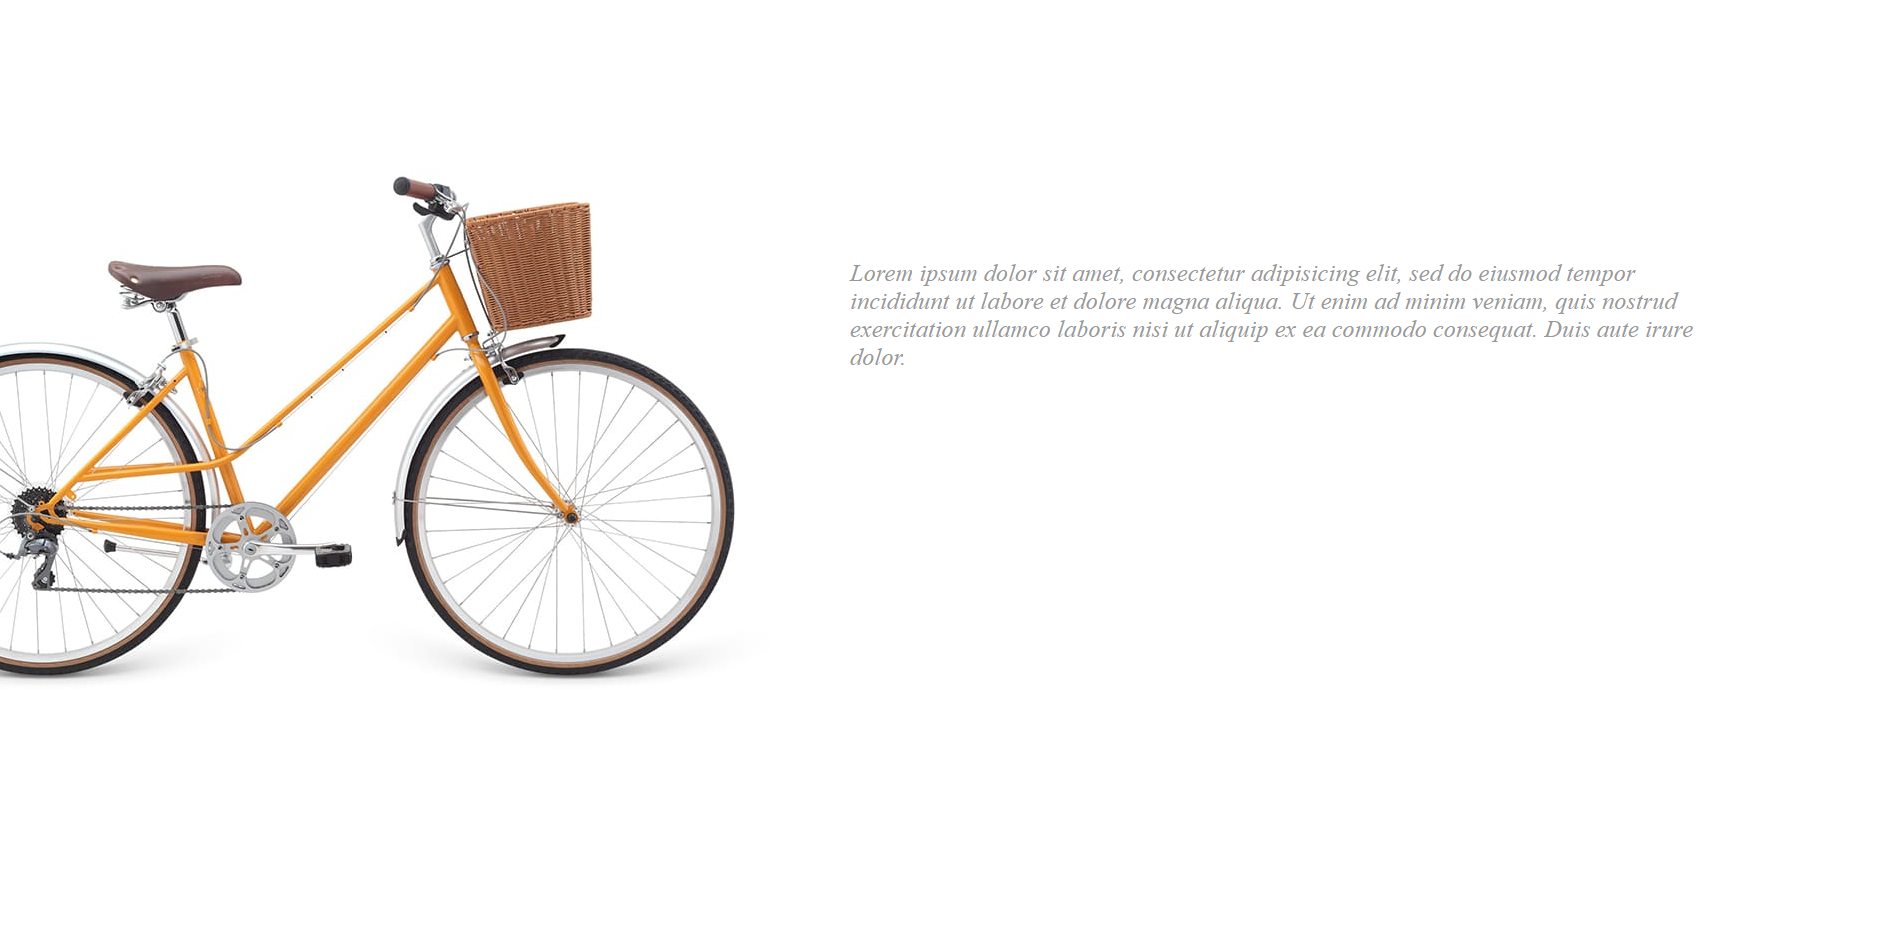 Lorem ipsum dolor sit amet, consectetur adipisicing elit, sed do eiusmod tempor
incididunt ut labore et dolore magna aliqua. Ut enim ad minim veniam, quis nostrud
exercitation ullamco laboris nisi ut aliquip ex ea commodo consequat. Duis aute irure
dolor.